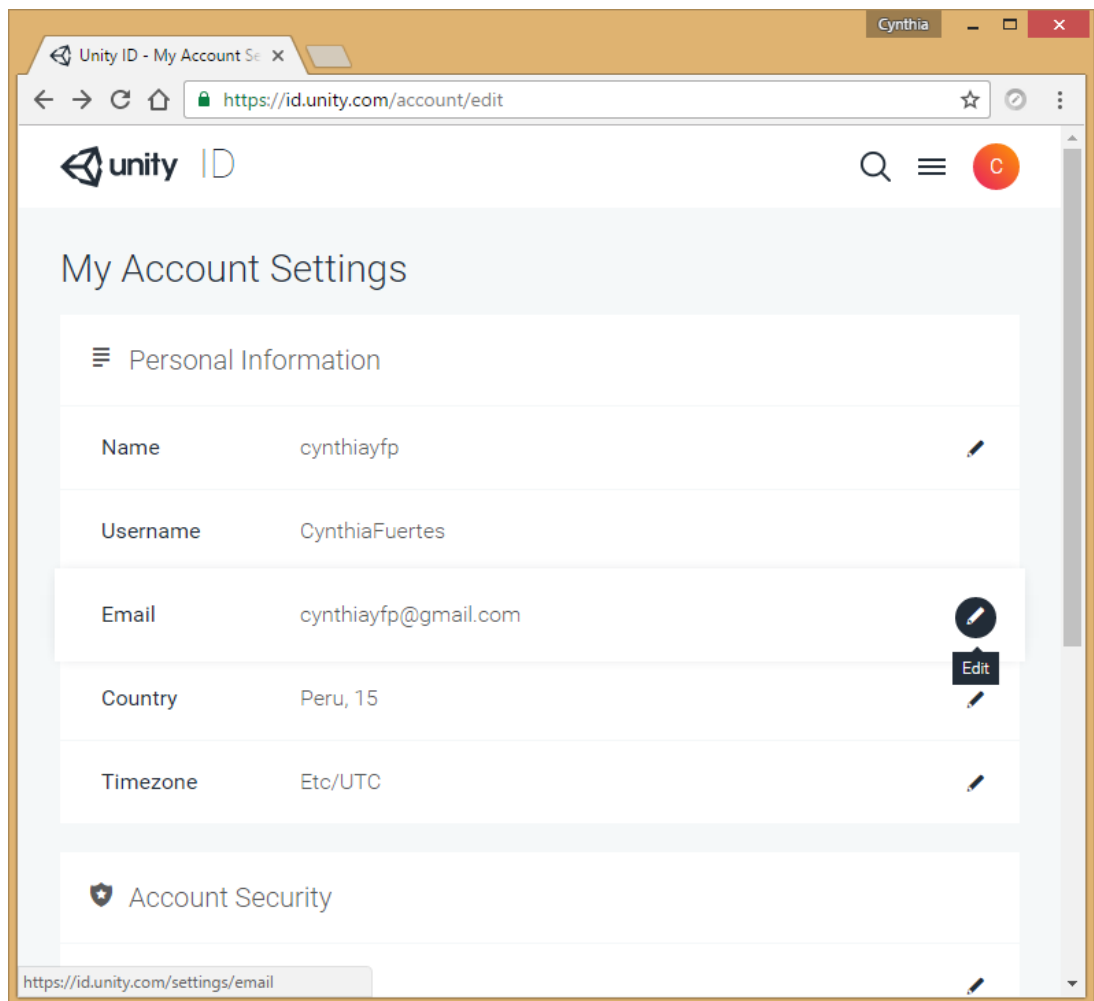 Cynthia
Unity ID - My Account Se
https://id.unity.com/account/edit
unity ID
C
My Account Settings
Personal Information
Name cynthiayfp
Username CynthiaFuertes
Email cynthiayfp@gmail.com
Edit
Country Peru, 15
Timezone Etc/UTC
Account Security
https://id.unity.com/settings/email